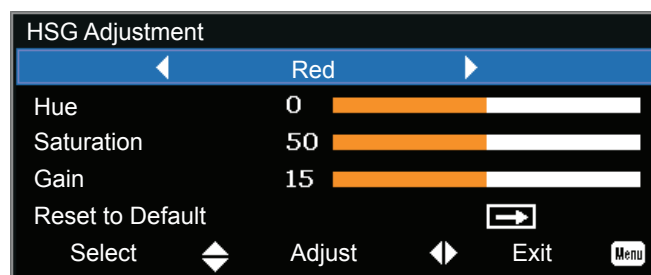 HSG Adjustment
Red
Hue 0
Saturation 50
Gain 15
Reset to Default
Select Adjust Exit Menu